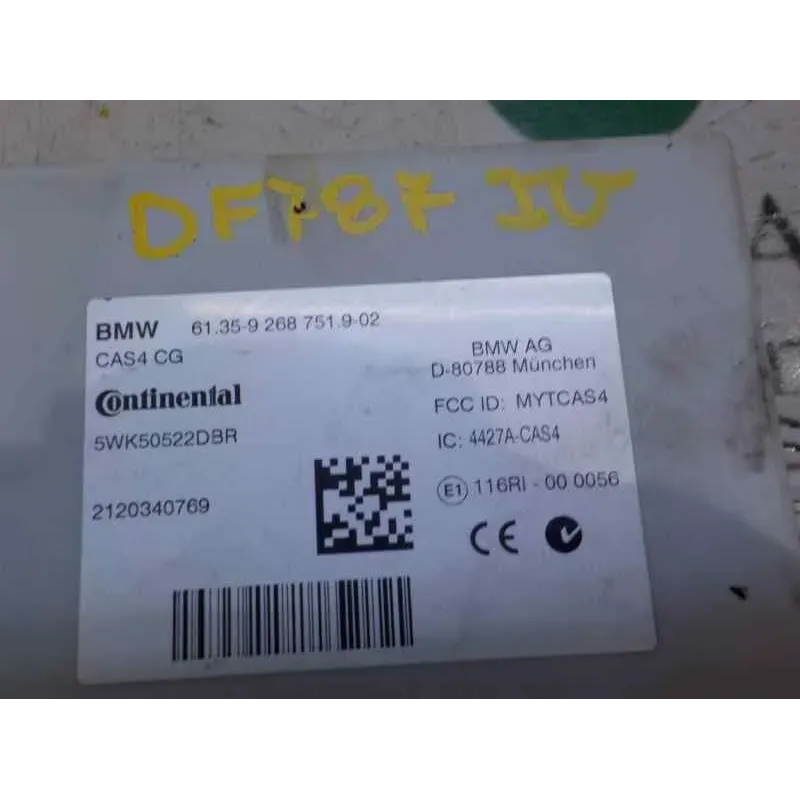 DF787 IU
BMW 61.35-9 268 751.9-02
CAS4 CG
Continental
5WK50522DBR
2120340769
BMW AG
D-80788 München
FCC ID: MYTCAS4
IC: 4427A-CAS4
E1 116RI - 00 0056
CE